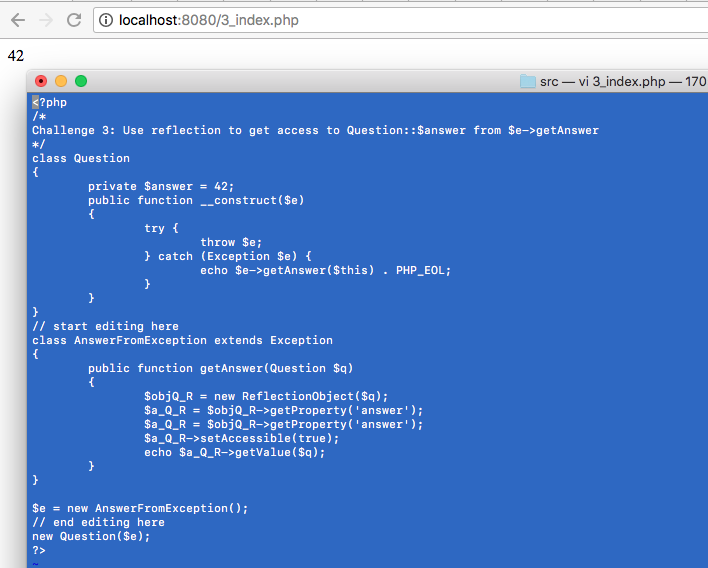 localhost:8080/3_index.php
42
src — vi 3_index.php — 170
<?php
/*
Challenge 3: Use reflection to get access to Question::$answer from $e->getAnswer
*/
class Question
{
        private $answer = 42;
        public function __construct($e)
        {
                try {
                        throw $e;
                } catch (Exception $e) {
                        echo $e->getAnswer($this) . PHP_EOL;
                }
        }
}
// start editing here
class AnswerFromException extends Exception
{
        public function getAnswer(Question $q)
        {
                $objQ_R = new ReflectionObject($q);
                $a_Q_R = $objQ_R->getProperty('answer');
                $a_Q_R = $objQ_R->getProperty('answer');
                $a_Q_R->setAccessible(true);
                echo $a_Q_R->getValue($q);
        }
}

$e = new AnswerFromException();
// end editing here
new Question($e);
?>
~